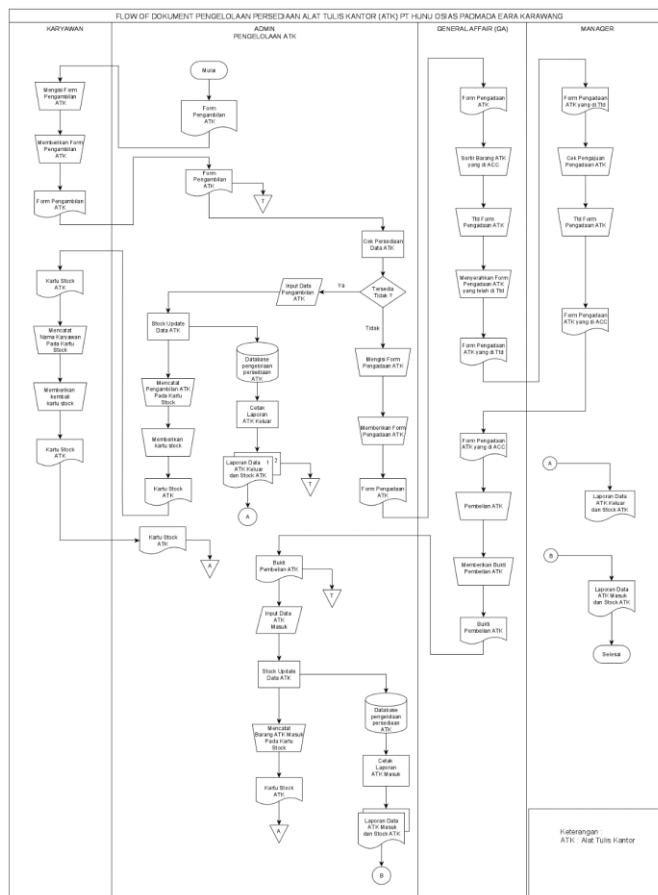 FLOW OF DOKUMENT PENGELOLAAN PERSEDIAAN ALAT TULIS KANTOR (ATK) PT HUNU OSIAS PADMADA EARA KARAWANG
KARYAWAN
ADMIN
PENGELOLAAN ATK
GENERAL AFFAIR (GA)
MANAGER
Mengisi Form
Pengambilan
ATK
Memberikan Form
Pengambilan
ATK
Form Pengambilan
ATK
Kartu Stock
ATK
Mencatat
Nama Karyawan
Pada Kartu
Stock
Memberikan
kembali
kartu stock
Kartu Stock
ATK
Mulai
Form
Pengambilan
ATK
Form
Pengambilan
ATK
T
Cek Persediaan
Data ATK
Tersedia
Tidak ?
Ya
Tidak
Input Data
Pengambilan
ATK
Stock Update
Data ATK
Database
pengelolaan
persediaan
ATK
Mencatat
Pengambilan ATK
Pada Kartu
Stock
Cetak
Laporan
ATK Keluar
Memberikan
kartu stock
Laporan Data
ATK Keluar
dan Stock ATK
1
2
T
A
Kartu Stock
ATK
Mengisi Form
Pengadaan
ATK
Memberikan Form
Pengadaan ATK
Form Pengadaan
ATK
Kartu Stock
ATK
A
Bukti
Pembelian ATK
T
Input Data
ATK
Masuk
Stock Update
Data ATK
Database
pengelolaan
persediaan
ATK
Mencatat
Barang ATK Masuk
Pada Kartu
Stock
Cetak
Laporan
ATK Masuk
Kartu Stock
ATK
A
Laporan Data
ATK Masuk
dan Stock ATK
B
Form Pengadaan
ATK
Sortir Barang ATK
yang di ACC
Ttd Form
Pengadaan ATK
Menyerahkan Form
Pengadaan ATK
yang telah di Ttd
Form Pengadaan
ATK yang di Ttd
Form Pengadaan
ATK yang di ACC
Pembelian ATK
Memberikan Bukti
Pembelian ATK
Bukti
Pembelian ATK
Form Pengadaan
ATK yang di Ttd
Cek Pengajuan
Pengadaan ATK
Ttd Form
Pengadaan ATK
Form Pengadaan
ATK yang di ACC
A
Laporan Data
ATK Keluar
dan Stock ATK
B
Laporan Data
ATK Masuk
dan Stock ATK
Selesai
Keterangan :
ATK : Alat Tulis Kantor